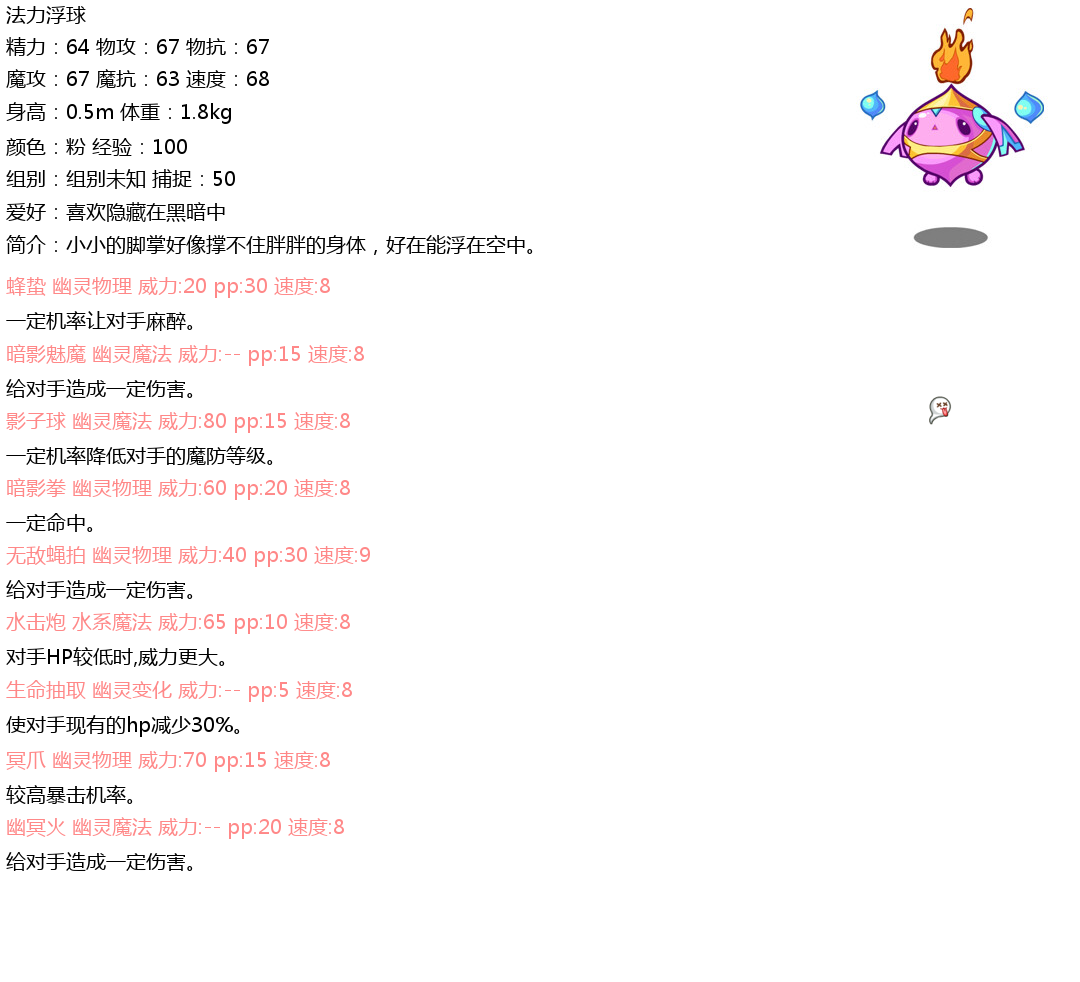 法力浮球
精力：64 物攻：67 物抗：67
魔攻：67 魔抗：63 速度：68
身高：0.5m 体重：1.8kg
颜色：粉 经验：100
组别：组别未知 捕捉：50
爱好：喜欢隐藏在黑暗中
简介：小小的脚掌好像撑不住胖胖的身体，好在能浮在空中。
蜂蛰 幽灵物理 威力:20 pp:30 速度:8
一定机率让对手麻醉。
暗影魅魔 幽灵魔法 威力:-- pp:15 速度:8
给对手造成一定伤害。
影子球 幽灵魔法 威力:80 pp:15 速度:8
一定机率降低对手的魔防等级。
暗影拳 幽灵物理 威力:60 pp:20 速度:8
一定命中。
无敌蝇拍 幽灵物理 威力:40 pp:30 速度:9
给对手造成一定伤害。
水击炮 水系魔法 威力:65 pp:10 速度:8
对手HP较低时,威力更大。
生命抽取 幽灵变化 威力:-- pp:5 速度:8
使对手现有的hp减少30%。
冥爪 幽灵物理 威力:70 pp:15 速度:8
较高暴击机率。
幽冥火 幽灵魔法 威力:-- pp:20 速度:8
给对手造成一定伤害。